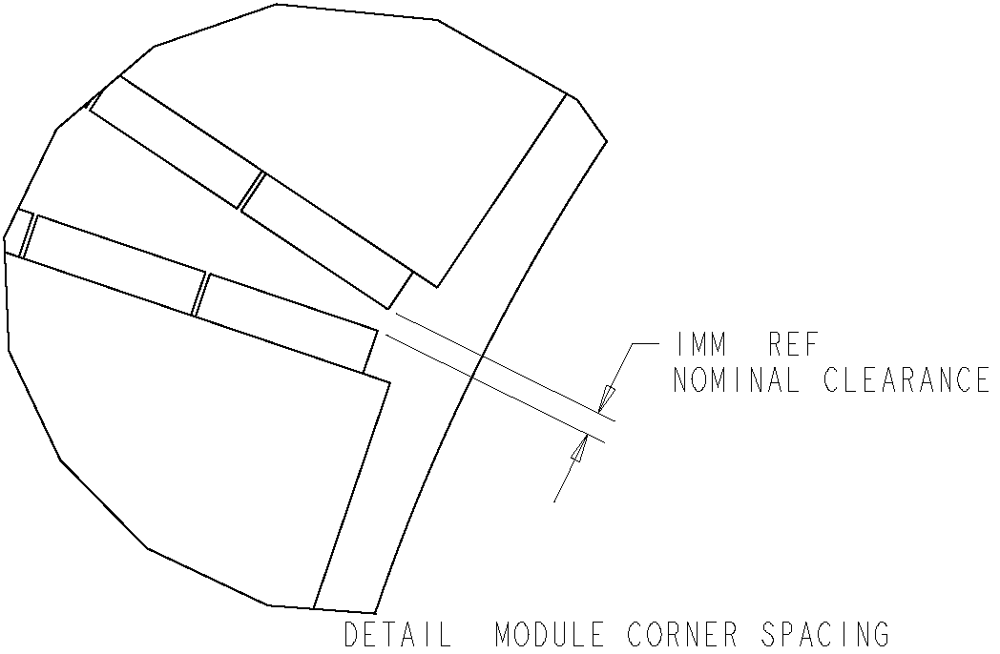 1MM REF
NOMINAL CLEARANCE
DETAIL MODULE CORNER SPACING